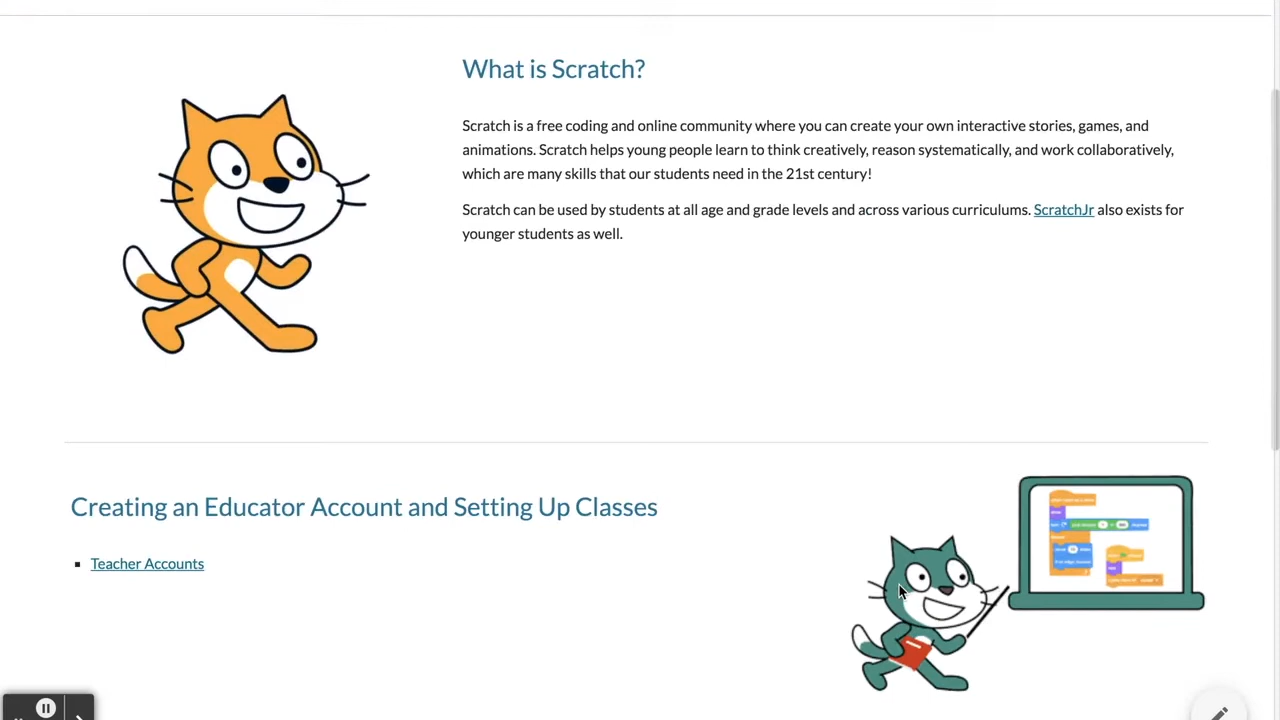 What is Scratch?
Scratch is a free coding and online community where you can create your own interactive stories, games, and
animations. Scratch helps young people learn to think creatively, reason systematically, and work collaboratively,
which are many skills that our students need in the 21st century!
Scratch can be used by students at all age and grade levels and across various curriculums. ScratchJr also exists for
younger students as well.
Creating an Educator Account and Setting Up Classes
▪ Teacher Accounts